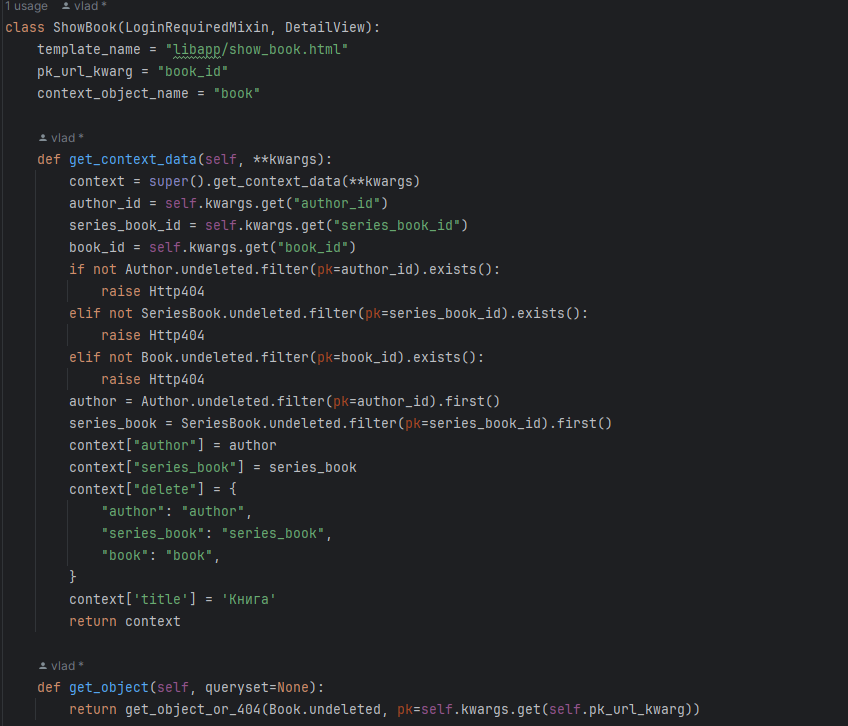 1 usage vlad *
class ShowBook(LoginRequiredMixin, DetailView):
    template_name = "libapp/show_book.html"
    pk_url_kwarg = "book_id"
    context_object_name = "book"
    vlad *
    def get_context_data(self, **kwargs):
        context = super().get_context_data(**kwargs)
        author_id = self.kwargs.get("author_id")
        series_book_id = self.kwargs.get("series_book_id")
        book_id = self.kwargs.get("book_id")
        if not Author.undeleted.filter(pk=author_id).exists():
            raise Http404
        elif not SeriesBook.undeleted.filter(pk=series_book_id).exists():
            raise Http404
        elif not Book.undeleted.filter(pk=book_id).exists():
            raise Http404
        author = Author.undeleted.filter(pk=author_id).first()
        series_book = SeriesBook.undeleted.filter(pk=series_book_id).first()
        context["author"] = author
        context["series_book"] = series_book
        context["delete"] = {
            "author": "author",
            "series_book": "series_book",
            "book": "book",
        }
        context['title'] = 'Книга'
        return context
    vlad *
    def get_object(self, queryset=None):
        return get_object_or_404(Book.undeleted, pk=self.kwargs.get(self.pk_url_kwarg))